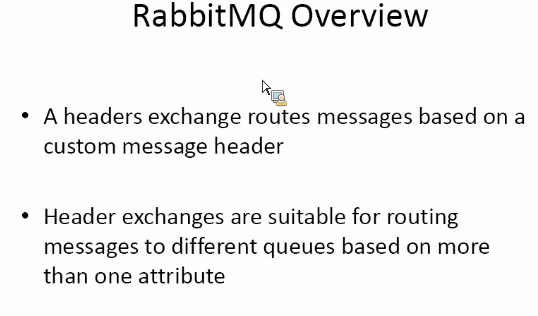 RabbitMQ Overview
• A headers exchange routes messages based on a
custom message header
• Header exchanges are suitable for routing
messages to different queues based on more
than one attribute